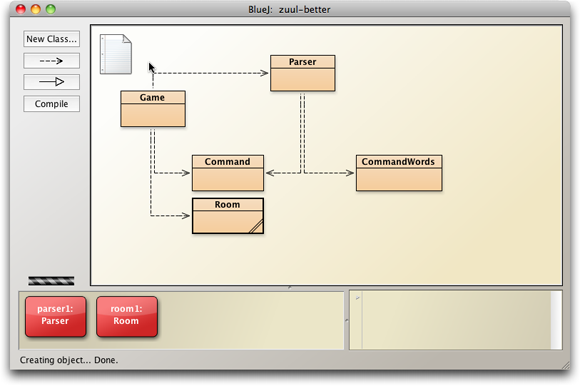 BlueJ: zuul-better
New Class...
Compile
Parser
Game
Command
CommandWords
Room
parser1:
Parser
room1:
Room
Creating object... Done.